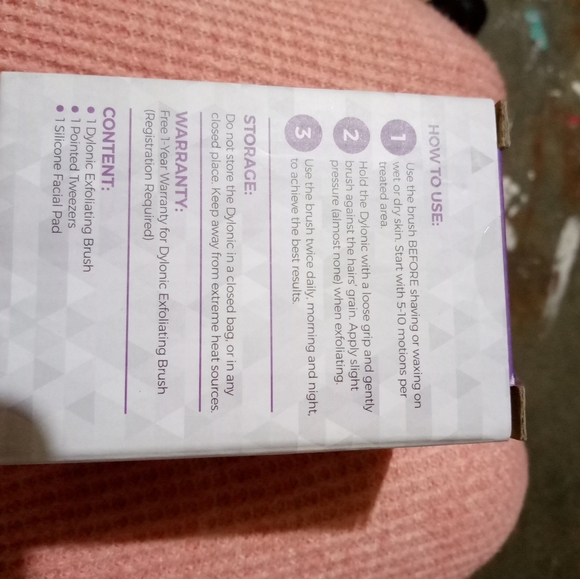 HOW TO USE:
1 Use the brush BEFORE shaving or waxing on
wet or dry skin. Start with 5-10 motions per
treated area.
2 Hold the Dylonic with a loose grip and gently
brush against the hairs' grain. Apply slight
pressure (almost none) when exfoliating.
3 Use the brush twice daily, morning and night,
to achieve the best results.
STORAGE:
Do not store the Dylonic in a closed bag, or in any
closed place. Keep away from extreme heat sources.
WARRANTY:
Free 1-Year Warranty for Dylonic Exfoliating Brush
(Registration Required)
CONTENT:
• 1 Dylonic Exfoliating Brush
• 1 Pointed Tweezers
• 1 Silicone Facial Pad